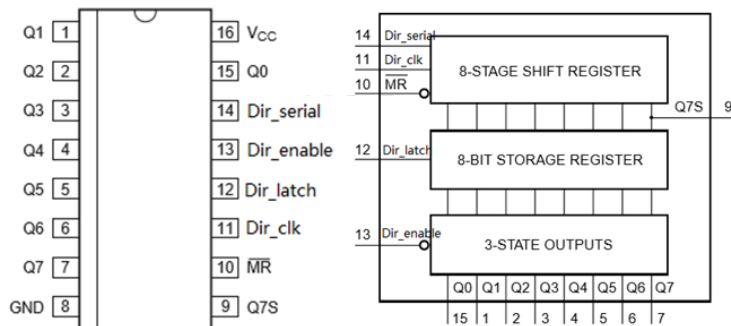 Q1 1 16 VCC
Q2 2 15 Q0
Q3 3 14 Dir_serial
Q4 4 13 Dir_enable
Q5 5 12 Dir_latch
Q6 6 11 Dir_clk
Q7 7 10 MR
GND 8 9 Q7S
14 Dir_serial
11 Dir_clk
10 MR
8-STAGE SHIFT REGISTER
Q7S 9
12 Dir_latch
8-BIT STORAGE REGISTER
13 Dir_enable
3-STATE OUTPUTS
Q0 Q1 Q2 Q3 Q4 Q5 Q6 Q7
15 1 2 3 4 5 6 7